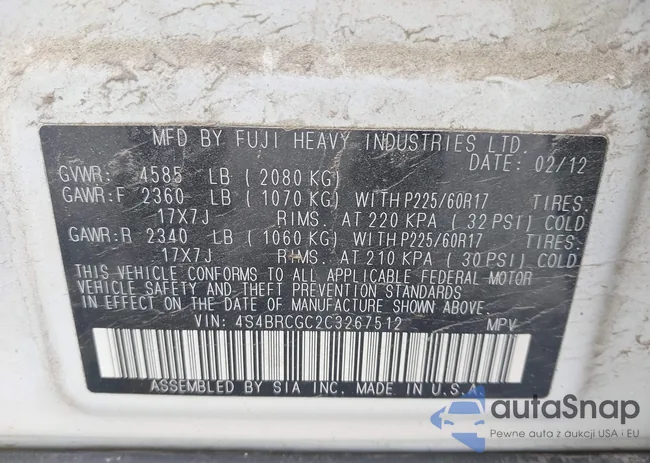 MFD BY FUJI HEAVY INDUSTRIES LTD.
DATE: 02/12
GVWR: 4585 LB ( 2080 KG)
GAWR:F 2360 LB ( 1070 KG) WITH P225/60R17 TIRES.
17X7J RIMS. AT 220 KPA ( 32 PSI) COLD
GAWR:R 2340 LB ( 1060 KG) WITH P225/60R17 TIRES.
17X7J RIMS. AT 210 KPA ( 30 PSI) COLD.
THIS VEHICLE CONFORMS TO ALL APPLICABLE FEDERAL MOTOR
VEHICLE SAFETY AND THEFT PREVENTION STANDARDS
IN EFFECT ON THE DATE OF MANUFACTURE SHOWN ABOVE.
VIN: 4S4BRCGC2C3267512 MPV
ASSEMBLED BY SIA INC. MADE IN U.S.A.
autaSnap
Pewne auta z aukcji USA i EU